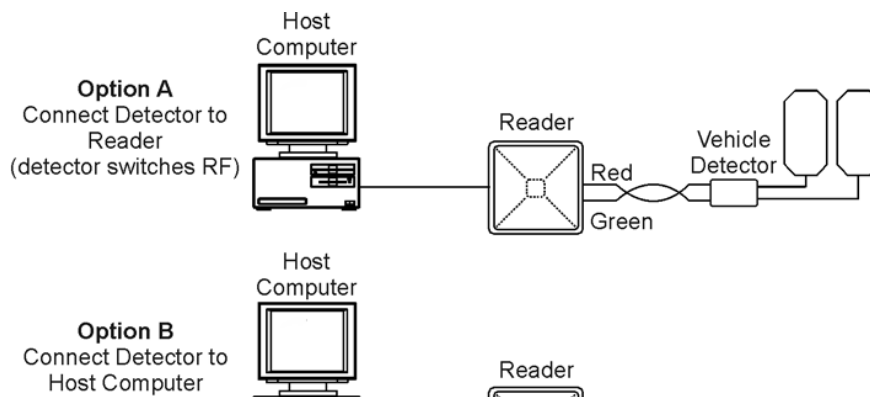 Host
Computer
Option A
Connect Detector to
Reader
(detector switches RF)
Reader
Red
Green
Vehicle
Detector
Host
Computer
Option B
Connect Detector to
Host Computer
Reader